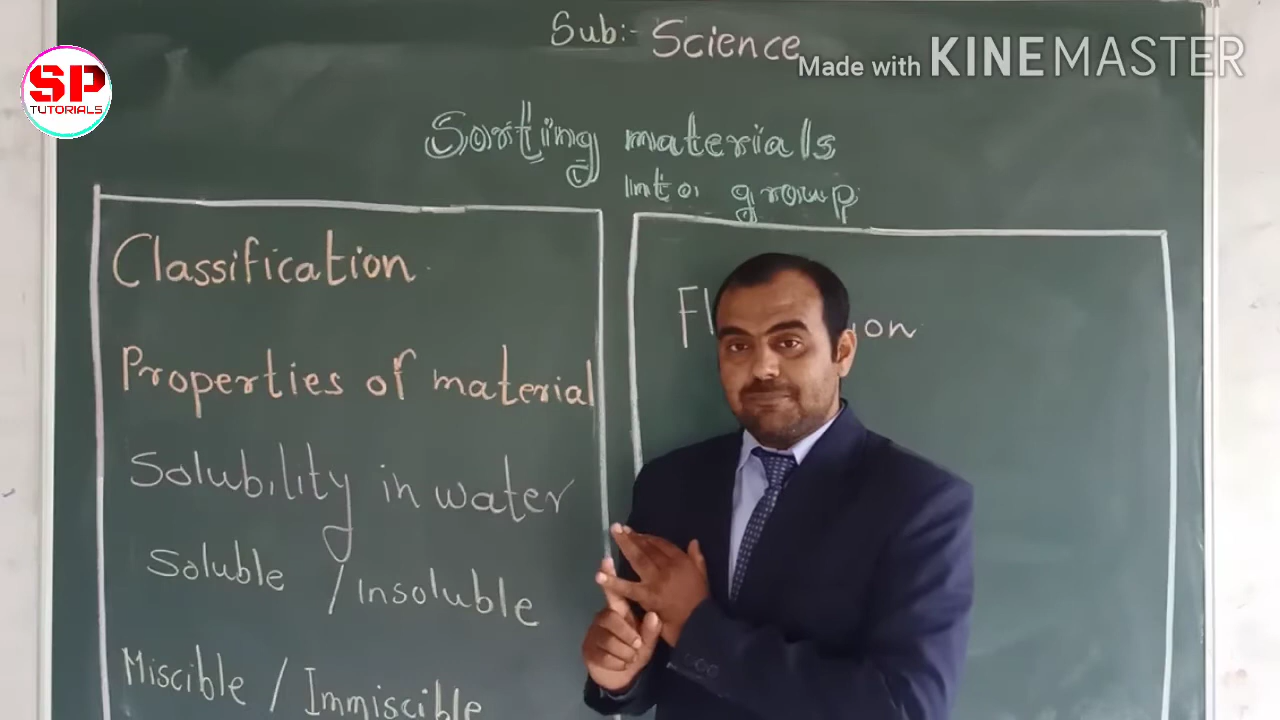 Sub:- Science
Made with KINEMASTER
SP
TUTORIALS
Sorting materials
into group
Classification
Properties of material
Solubility in water
Soluble / Insoluble
Miscible / Immiscible